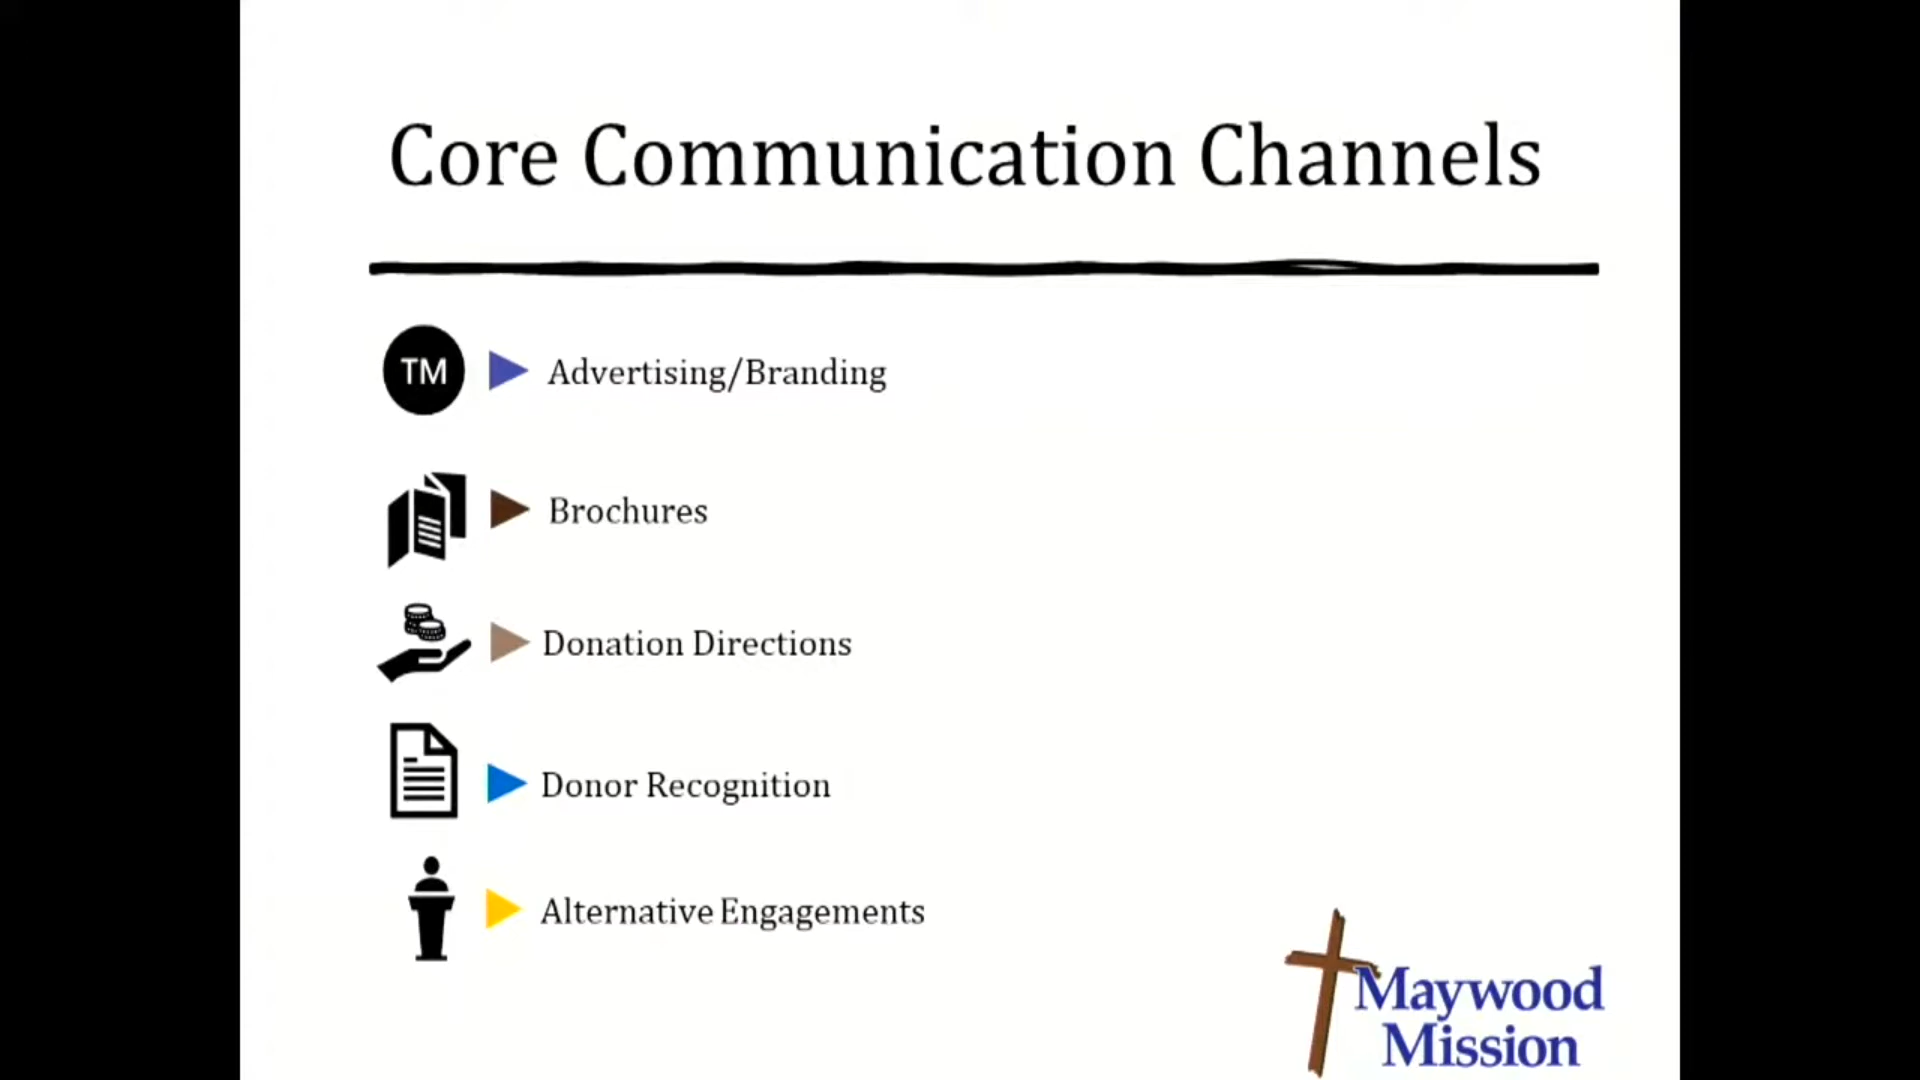 Core Communication Channels
TM
Advertising/Branding
Brochures
Donation Directions
Donor Recognition
Alternative Engagements
Maywood
Mission